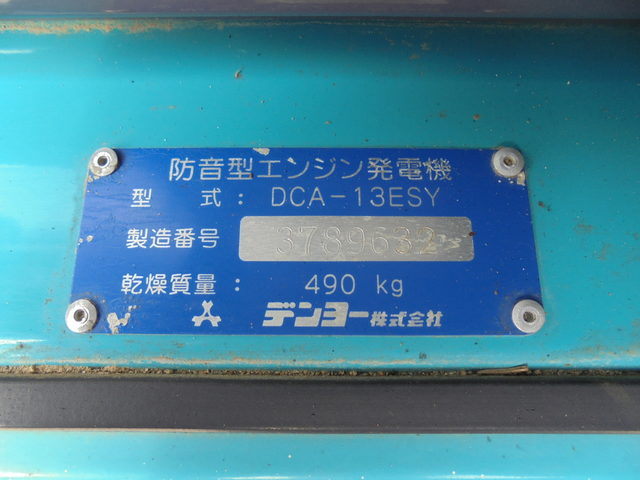 防音型エンジン発電機
型 式: DCA-13ESY
製造番号 3789632
乾燥質量: 490 kg
デンヨー株式会社